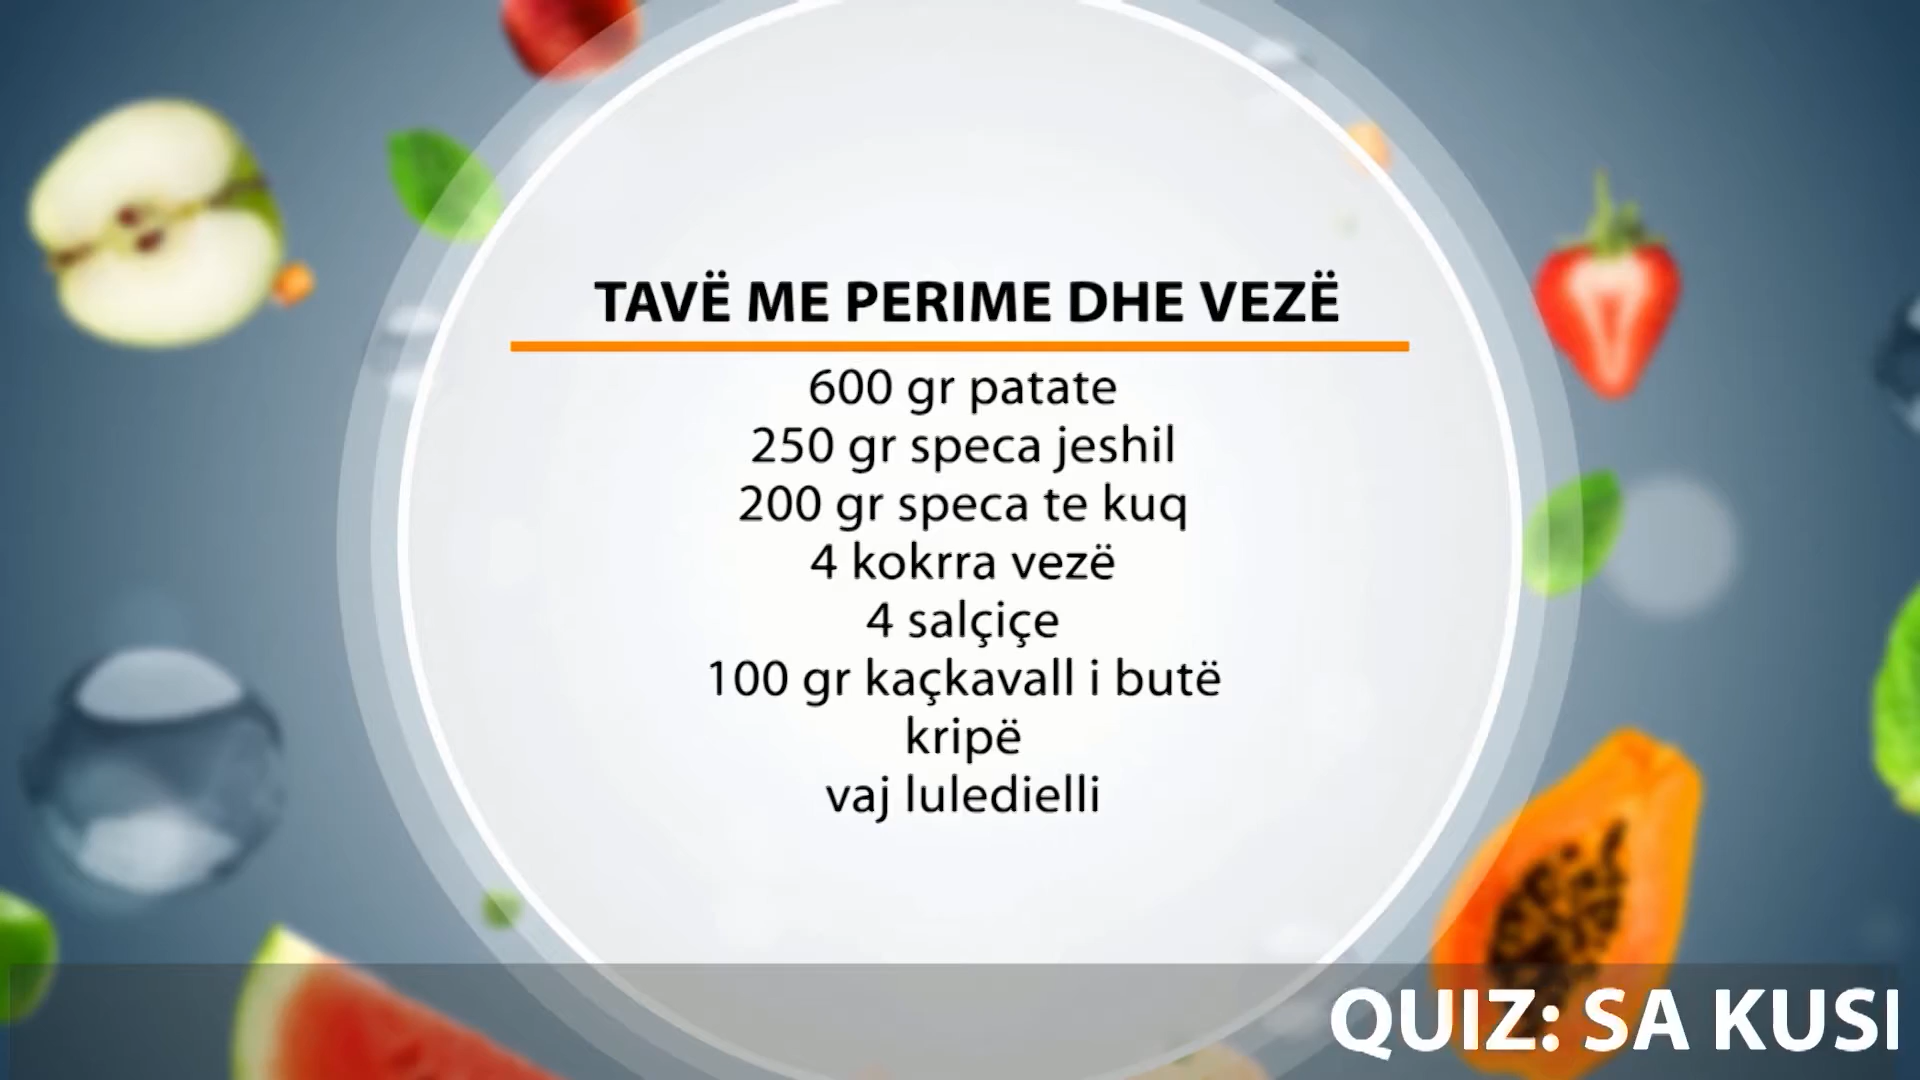 TAVË ME PERIME DHE VEZË
600 gr patate
250 gr speca jeshil
200 gr speca te kuq
4 kokrra vezë
4 salçiçe
100 gr kaçkavall i butë
kripë
vaj luledielli
QUIZ: SA KUSI